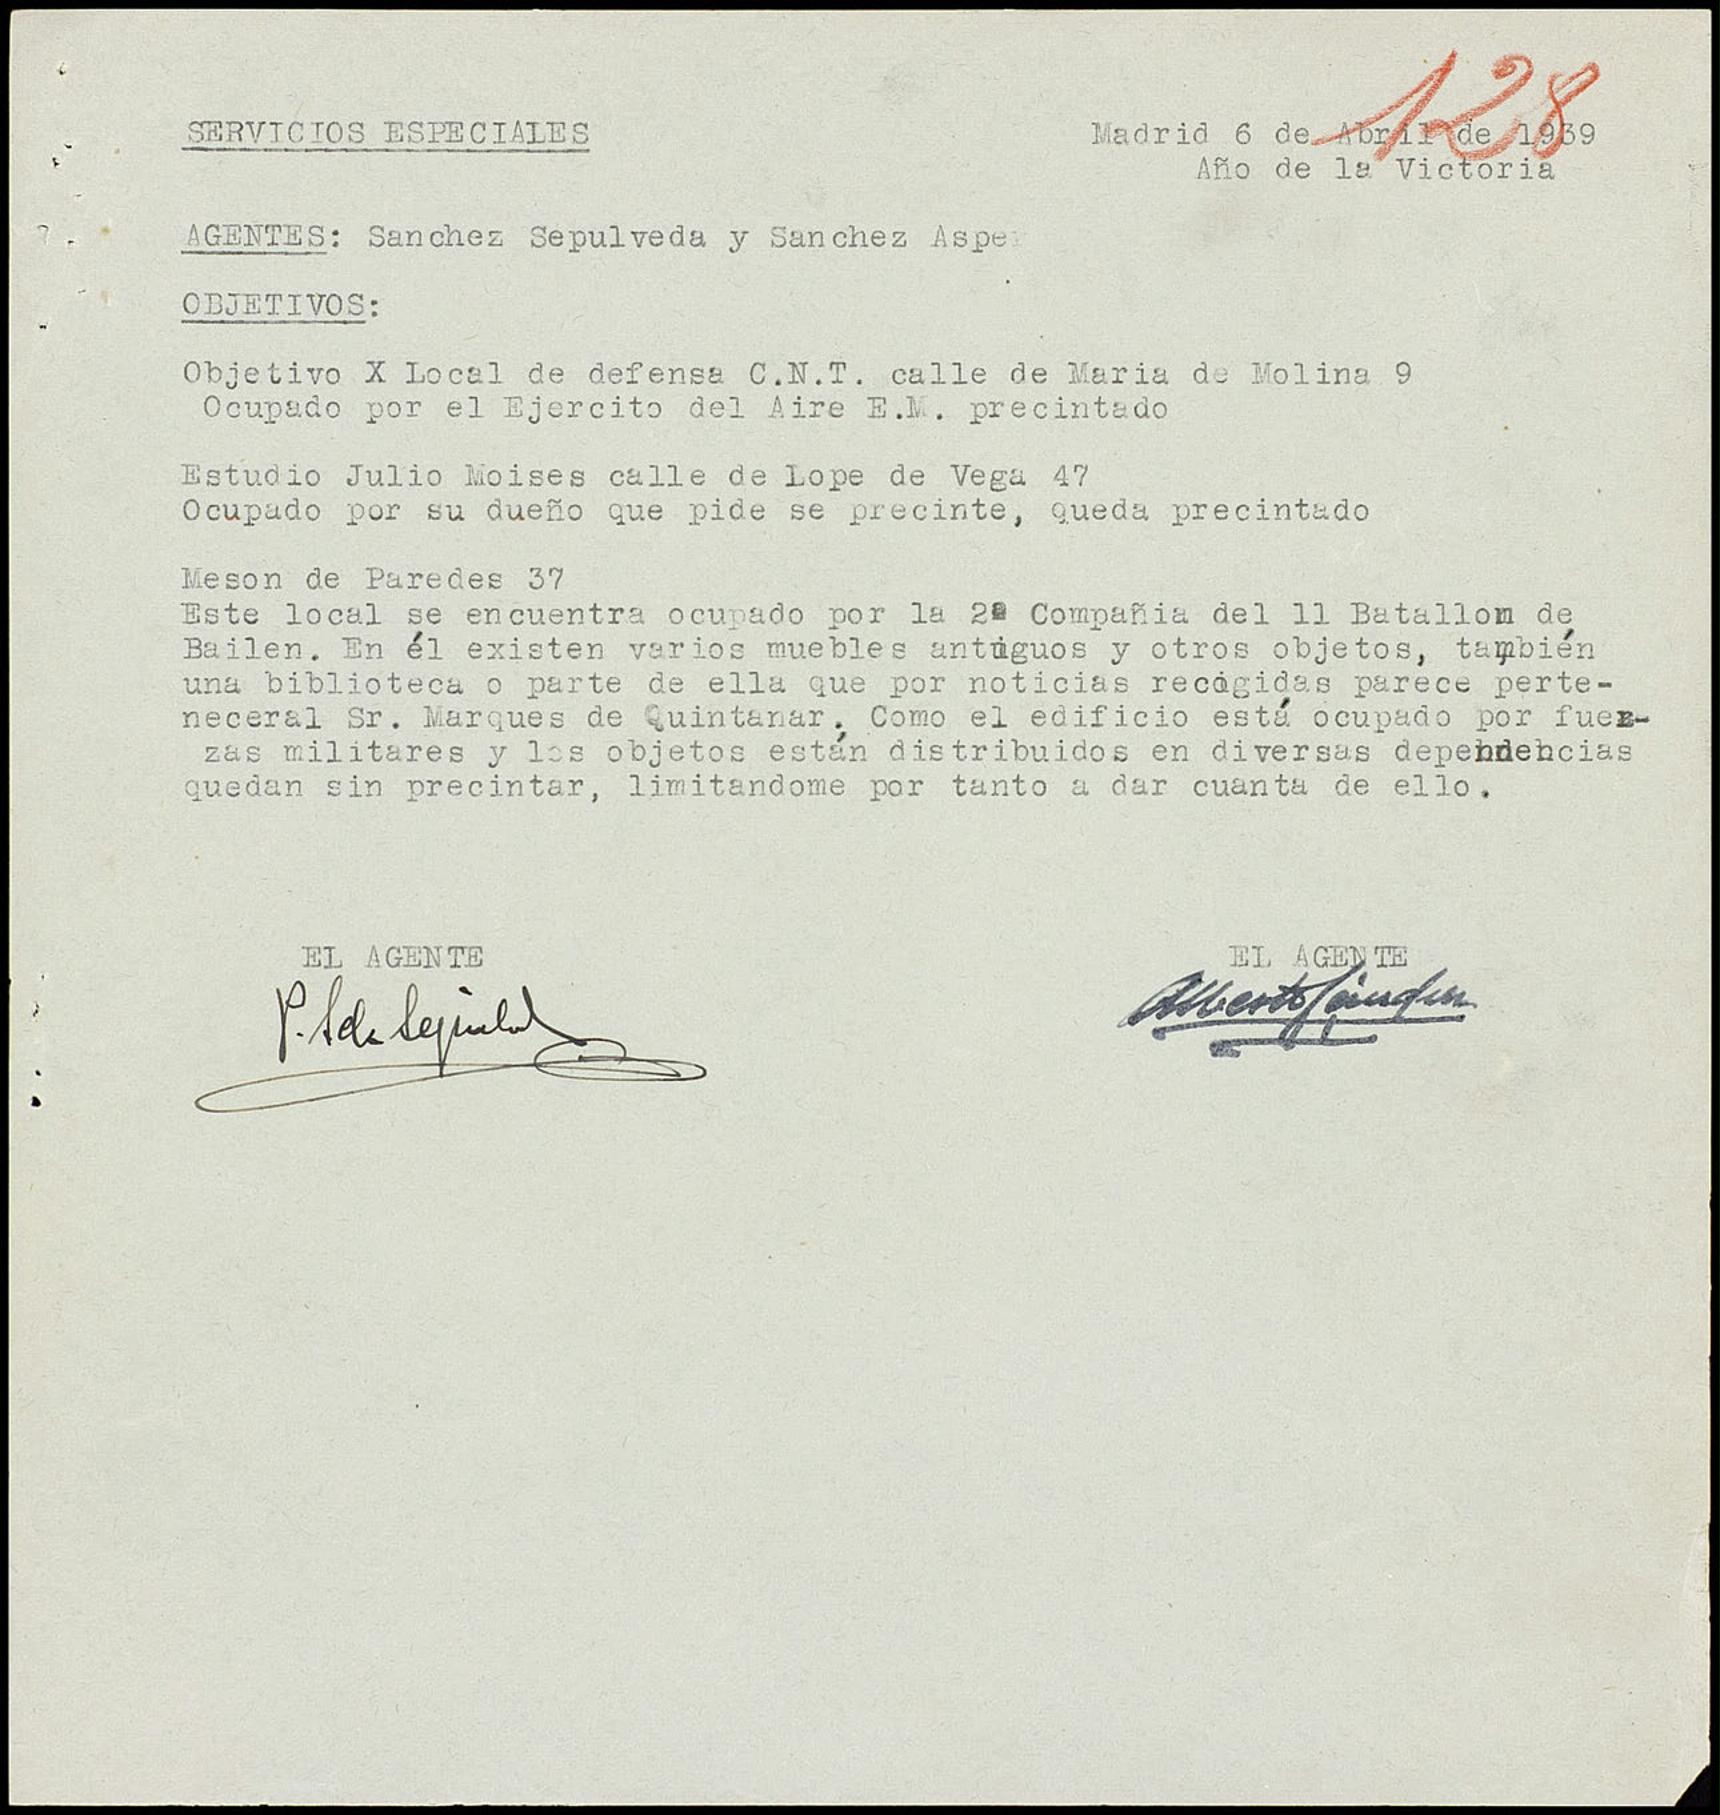 128
SERVICIOS ESPECIALES
Madrid 6 de Abril de 1939
Año de la Victoria
AGENTES: Sanchez Sepulveda y Sanchez Asper
OBJETIVOS:
Objetivo X Local de defensa C.N.T. calle de Maria de Molina 9
Ocupado por el Ejercito del Aire E.M. precintado
Estudio Julio Moises calle de Lope de Vega 47
Ocupado por su dueño que pide se precinte, queda precintado
Meson de Paredes 37
Este local se encuentra ocupado por la 2ª Compañia del 11 Batallon de
Bailen. En él existen varios muebles antiguos y otros objetos, también
una biblioteca o parte de ella que por noticias recogidas parece perte-
neceral Sr. Marques de Quintanar. Como el edificio está ocupado por fuer-
zas militares y los objetos están distribuidos en diversas dependencias
quedan sin precintar, limitandome por tanto a dar cuanta de ello.
EL AGENTE
EL AGENTE
Alberto Sánchez